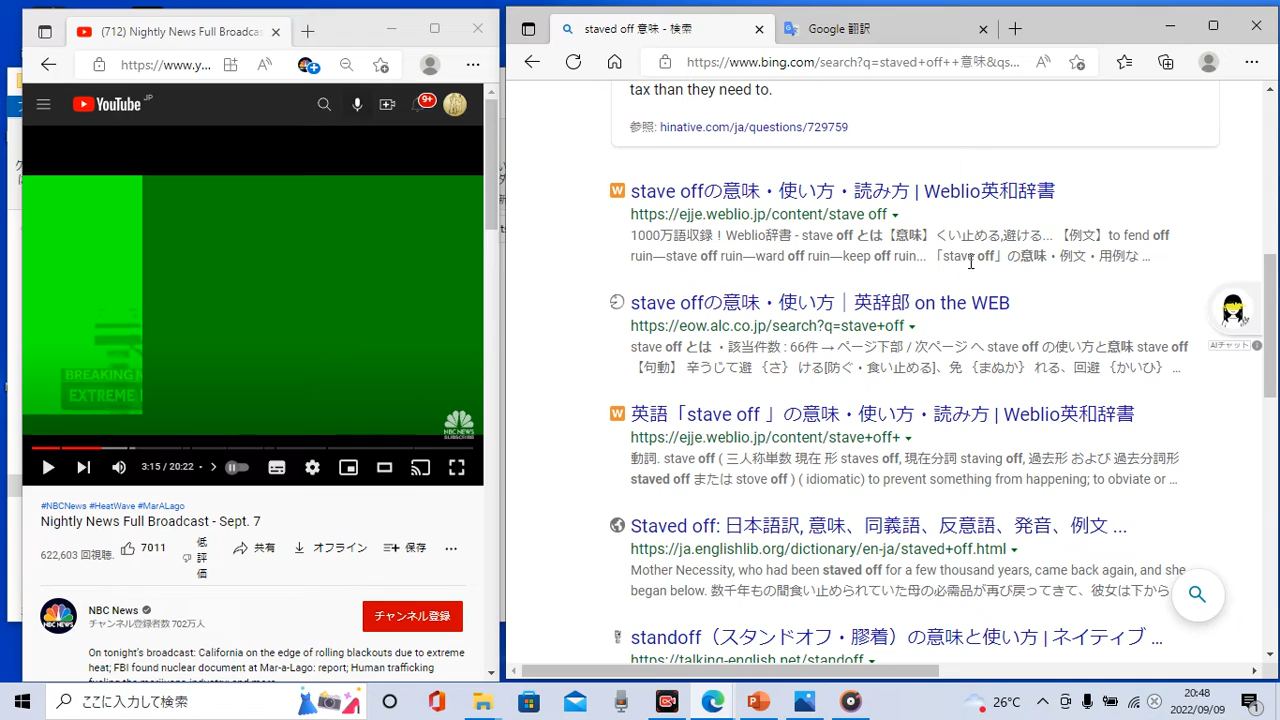 (712) Nightly News Full Broadcas
https://www.y...
YouTube JP
9+
BREAKING N
EXTREME
NBC NEWS
SUBSCRIBE
3:15 / 20:22
#NBCNews #HeatWave #MarALago
Nightly News Full Broadcast - Sept. 7
622,603 回視聴
7011
低評価
共有
オフライン
保存
NBC News
チャンネル登録者数 702万人
チャンネル登録
On tonight's broadcast: California on the edge of rolling blackouts due to extreme
heat; FBI found nuclear document at Mar-a-Lago: report; Human trafficking
staved off 意味 - 検索
Google 翻訳
https://www.bing.com/search?q=staved+off++意味&qs...
tax than they need to.
参照: hinative.com/ja/questions/729759
stave offの意味・使い方・読み方 | Weblio英和辞書
https://ejje.weblio.jp/content/stave off
1000万語収録！Weblio辞書 - stave off とは【意味】くい止める,避ける... 【例文】to fend off
ruin―stave off ruin―ward off ruin―keep off ruin... 「stave off」の意味・例文・用例な ...
stave offの意味・使い方｜英辞郎 on the WEB
https://eow.alc.co.jp/search?q=stave+off
stave off とは ・該当件数 : 66件 → ページ下部 / 次ページ へ stave off の使い方と意味 stave off
【句動】 辛うじて避 ｛さ｝ ける[防ぐ・食い止める]、免 ｛まぬか｝ れる、回避 ｛かいひ｝ ...
英語「stave off 」の意味・使い方・読み方 | Weblio英和辞書
https://ejje.weblio.jp/content/stave+off+
動詞. stave off ( 三人称単数 現在 形 staves off, 現在分詞 staving off, 過去形 および 過去分詞形
staved off または stove off ) ( idiomatic) to prevent something from happening; to obviate or ...
Staved off: 日本語訳, 意味、同義語、反意語、発音、例文 ...
https://ja.englishlib.org/dictionary/en-ja/staved+off.html
Mother Necessity, who had been staved off for a few thousand years, came back again, and she
began below. 数千年もの間食い止められていた母の必需品が再び戻ってきて、彼女は下から
standoff（スタンドオフ・膠着）の意味と使い方 | ネイティブ ...
https://talking-english.net/standoff
AIチャット
ここに入力して検索
26°C
20:48
2022/09/09
1